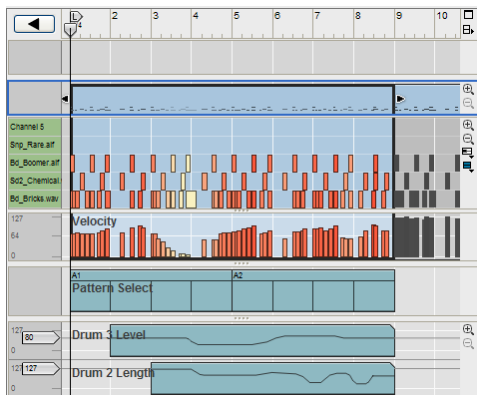 L 2 3 4 5 6 7 8 9 10
4
Channel 5
Snp_Rare.aif
Bd_Boomer.aif
Sd2_Chemical
Bd_Bricks.wav
127 Velocity
64
0
A1 A2
Pattern Select
127 Drum 3 Level
80
0
127 Drum 2 Length
127
0